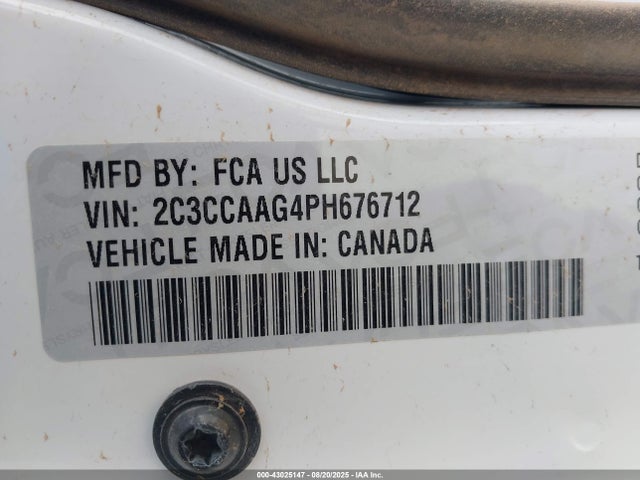 MFD BY: FCA US LLC
VIN: 2C3CCAAG4PH676712
VEHICLE MADE IN: CANADA
000-43025147 - 08/20/2025 - IAA Inc.